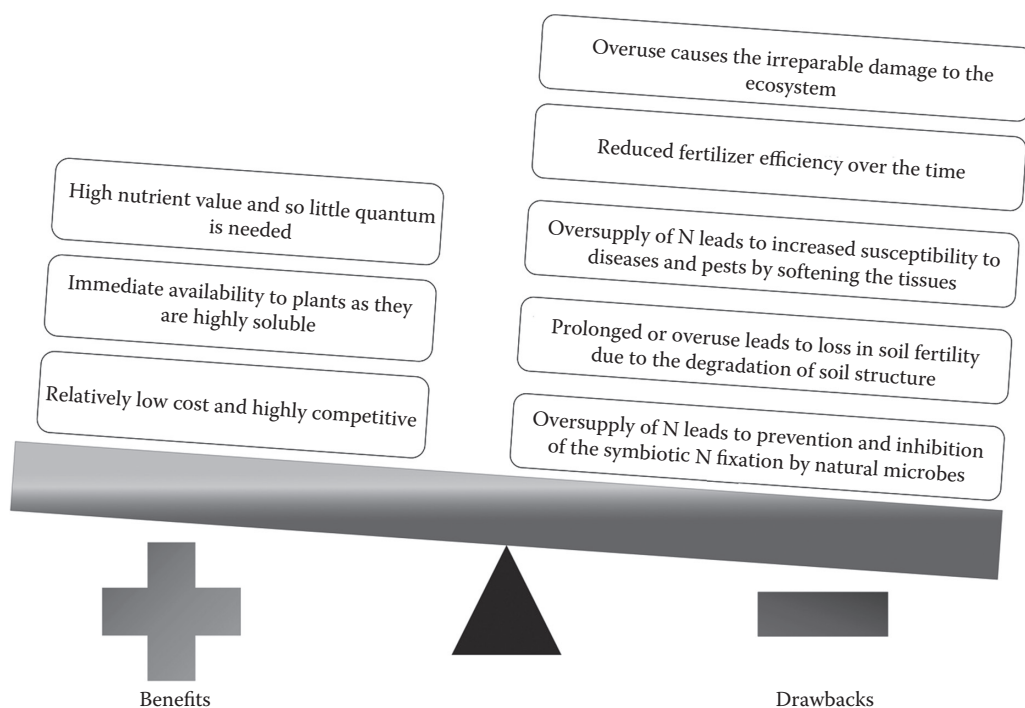 High nutrient value and so little quantum
is needed
Immediate availability to plants as they
are highly soluble
Relatively low cost and highly competitive
Overuse causes the irreparable damage to the
ecosystem
Reduced fertilizer efficiency over the time
Oversupply of N leads to increased susceptibility to
diseases and pests by softening the tissues
Prolonged or overuse leads to loss in soil fertility
due to the degradation of soil structure
Oversupply of N leads to prevention and inhibition
of the symbiotic N fixation by natural microbes
Benefits
Drawbacks